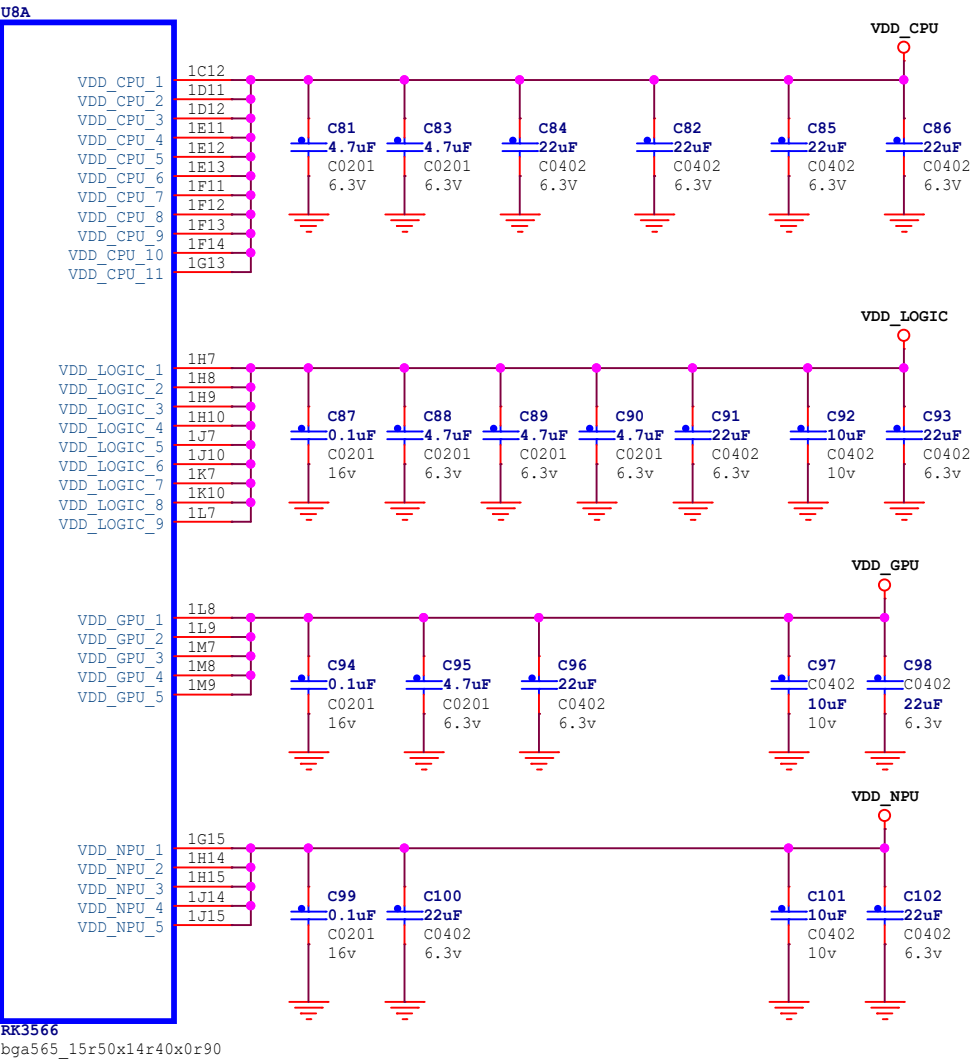 U8A
VDD_CPU
VDD_CPU_1 1C12
VDD_CPU_2 1D11
VDD_CPU_3 1D12
VDD_CPU_4 1E11
VDD_CPU_5 1E12
VDD_CPU_6 1E13
VDD_CPU_7 1F11
VDD_CPU_8 1F12
VDD_CPU_9 1F13
VDD_CPU_10 1F14
VDD_CPU_11 1G13
C81 C83 C84 C82 C85 C86
4.7uF 4.7uF 22uF 22uF 22uF 22uF
C0201 C0201 C0402 C0402 C0402 C0402
6.3V 6.3V 6.3V 6.3V 6.3V 6.3V
VDD_LOGIC
VDD_LOGIC_1 1H7
VDD_LOGIC_2 1H8
VDD_LOGIC_3 1H9
VDD_LOGIC_4 1H10
VDD_LOGIC_5 1J7
VDD_LOGIC_6 1J10
VDD_LOGIC_7 1K7
VDD_LOGIC_8 1K10
VDD_LOGIC_9 1L7
C87 C88 C89 C90 C91 C92 C93
0.1uF 4.7uF 4.7uF 4.7uF 22uF 10uF 22uF
C0201 C0201 C0201 C0201 C0402 C0402 C0402
16v 6.3v 6.3v 6.3v 6.3v 10v 6.3v
VDD_GPU
VDD_GPU_1 1L8
VDD_GPU_2 1L9
VDD_GPU_3 1M7
VDD_GPU_4 1M8
VDD_GPU_5 1M9
C94 C95 C96 C97 C98
0.1uF 4.7uF 22uF C0402 C0402
C0201 C0201 C0402 10uF 22uF
16v 6.3v 6.3v 10v 6.3v
VDD_NPU
VDD_NPU_1 1G15
VDD_NPU_2 1H14
VDD_NPU_3 1H15
VDD_NPU_4 1J14
VDD_NPU_5 1J15
C99 C100 C101 C102
0.1uF 22uF 10uF 22uF
C0201 C0402 C0402 C0402
16v 6.3v 10v 6.3v
RK3566
bga565_15r50x14r40x0r90